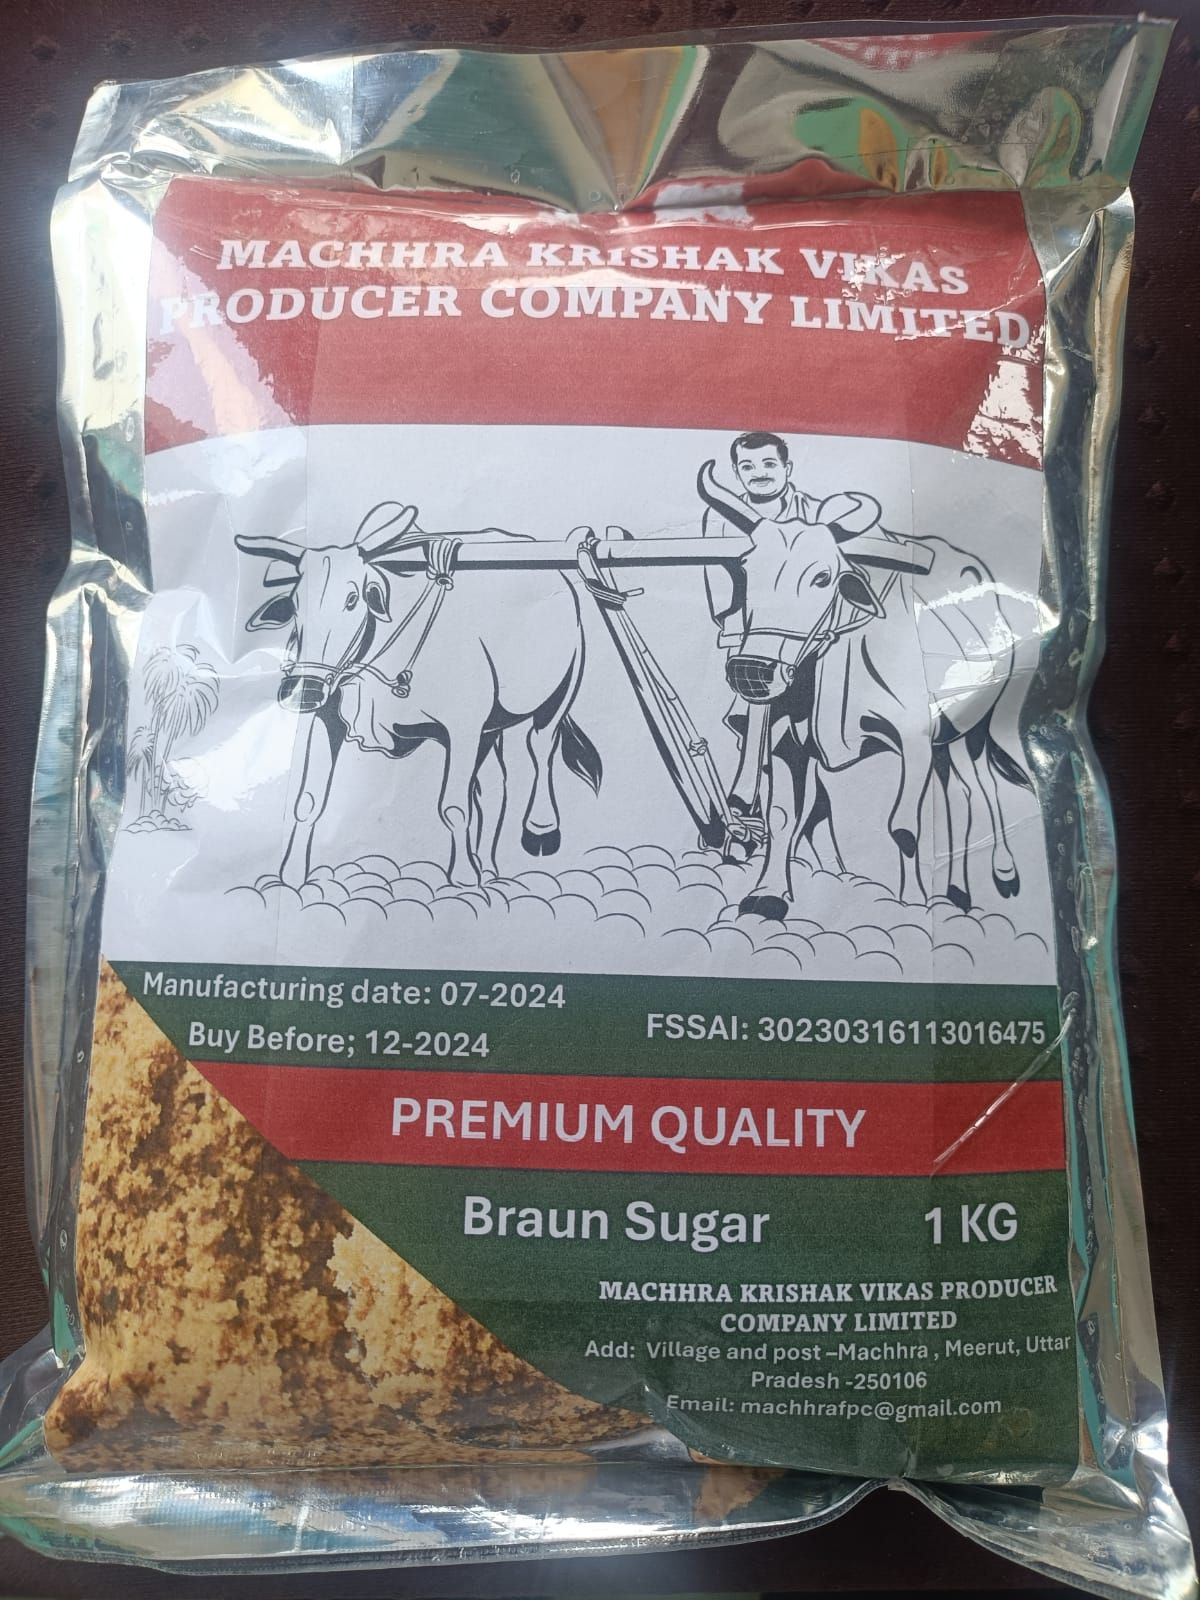 MACHHRA KRISHAK VIKAS
PRODUCER COMPANY LIMITED
Manufacturing date: 07-2024
Buy Before; 12-2024
FSSAI: 30230316113016475
PREMIUM QUALITY
Braun Sugar 1 KG
MACHHRA KRISHAK VIKAS PRODUCER
COMPANY LIMITED
Add: Village and post –Machhra , Meerut, Uttar
Pradesh -250106
Email: machhrafpc@gmail.com